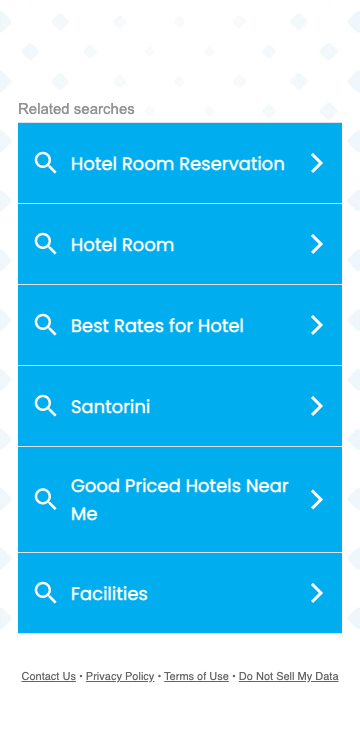 Related searches
Hotel Room Reservation
Hotel Room
Best Rates for Hotel
Santorini
Good Priced Hotels Near
Me
Facilities
Contact Us • Privacy Policy • Terms of Use • Do Not Sell My Data